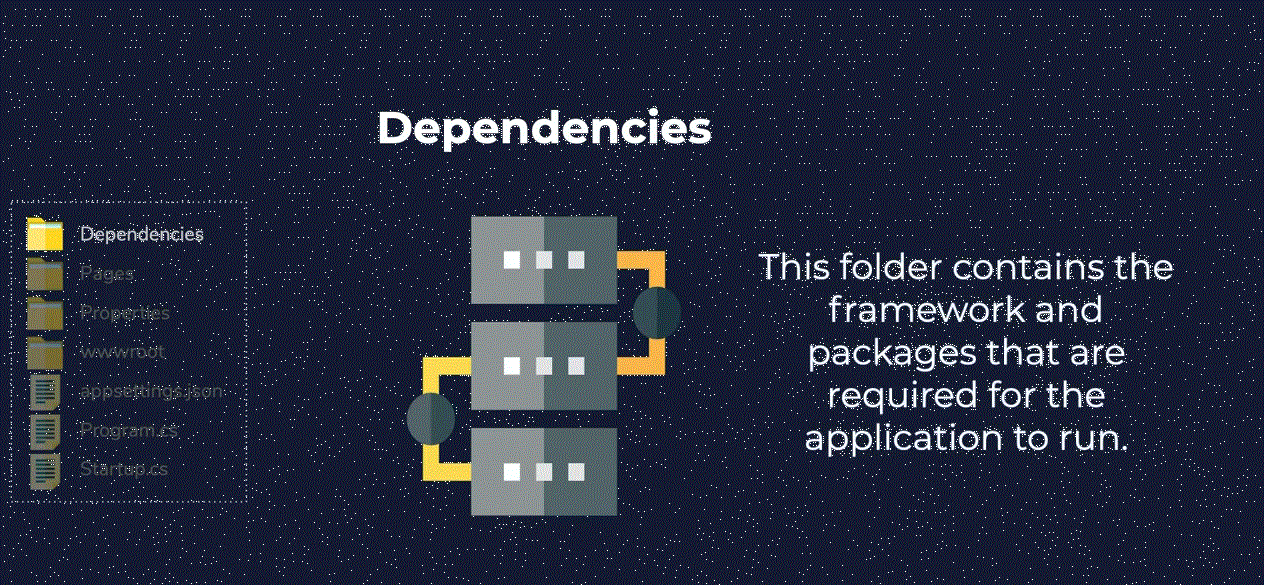 Dependencies
Dependencies
Pages
Properties
wwwroot
appsettings.json
Program.cs
Startup.cs
This folder contains the
framework and
packages that are
required for the
application to run.